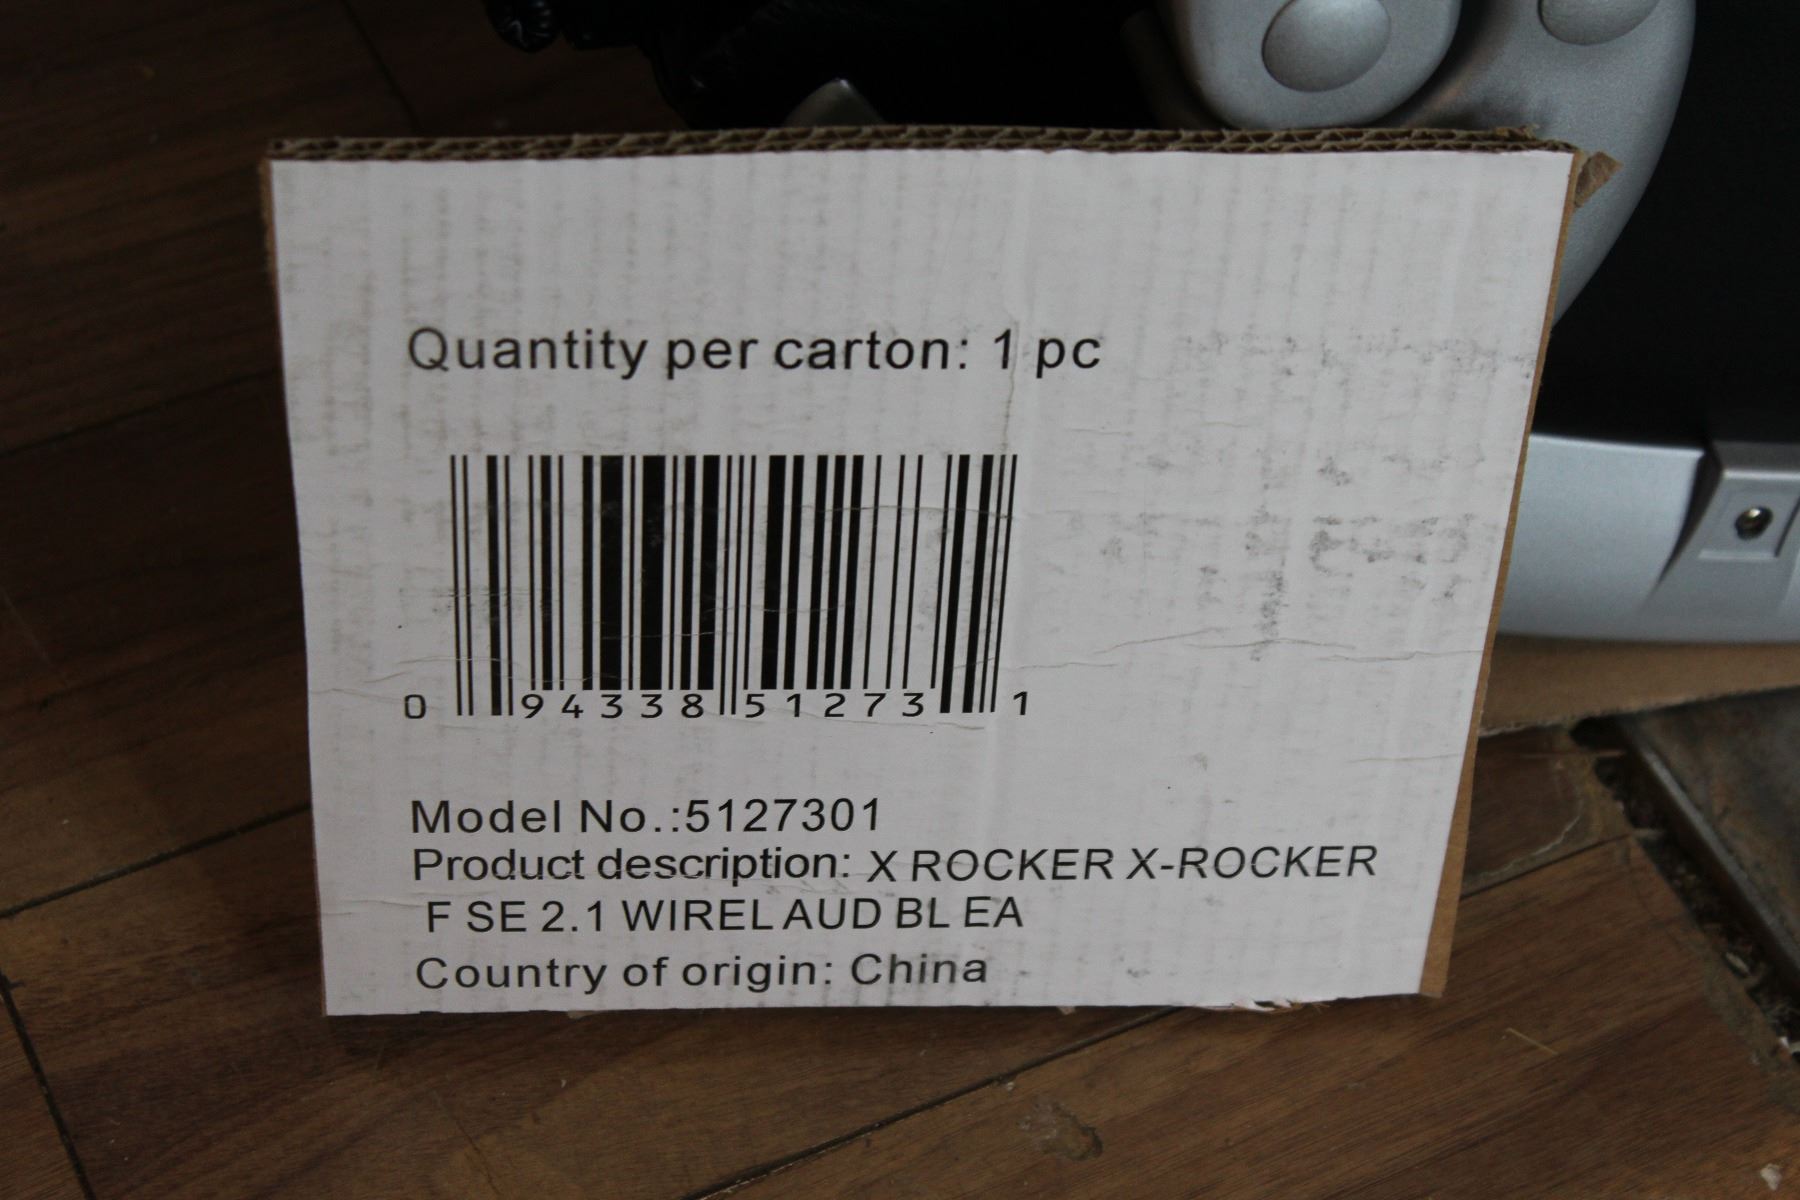 Quantity per carton: 1 pc
0 94338 51273 1
Model No.:5127301
Product description: X ROCKER X-ROCKER
F SE 2.1 WIREL AUD BL EA
Country of origin: China